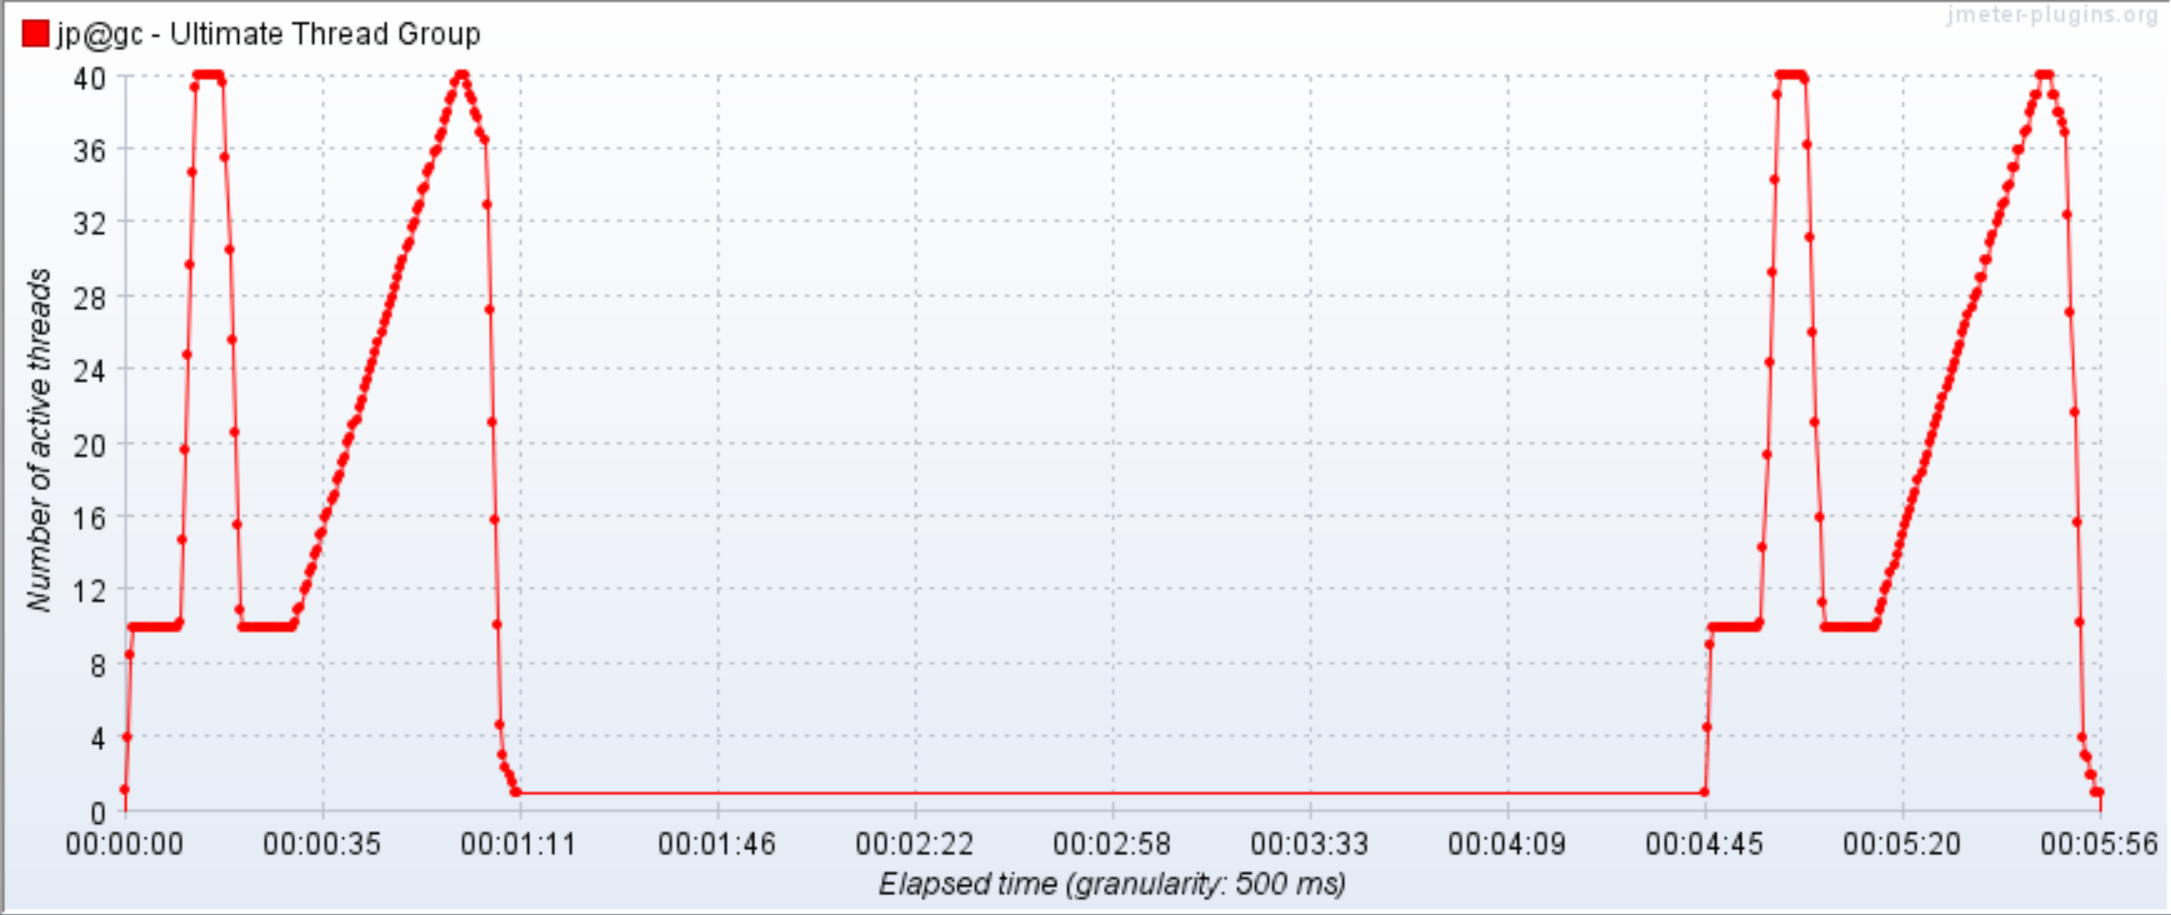 jmeter-plugins.org
jp@gc - Ultimate Thread Group
40
36
32
28
24
20
16
12
8
4
0
Number of active threads
00:00:00 00:00:35 00:01:11 00:01:46 00:02:22 00:02:58 00:03:33 00:04:09 00:04:45 00:05:20 00:05:56
Elapsed time (granularity: 500 ms)